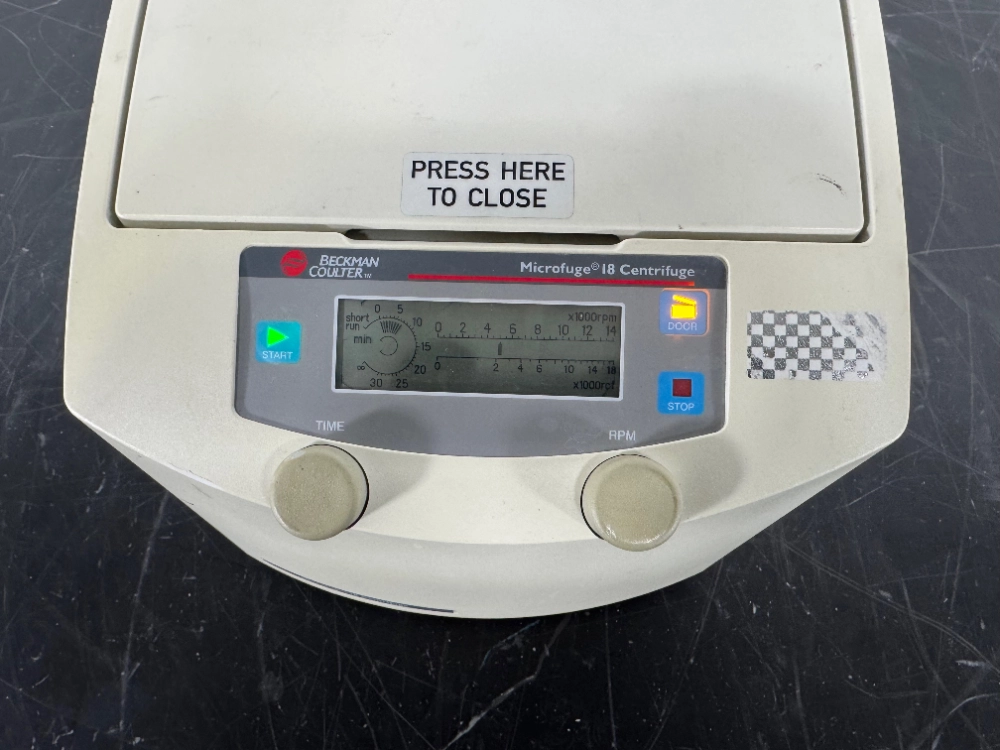 PRESS HERE
TO CLOSE
BECKMAN
COULTER™
Microfuge® 18 Centrifuge
START
short
run
min
0 5 10 15 20 25 30 ∞
x1000rpm
0 2 4 6 8 10 12 14
0 2 4 6 10 14 18
x1000rcf
DOOR
STOP
TIME
RPM